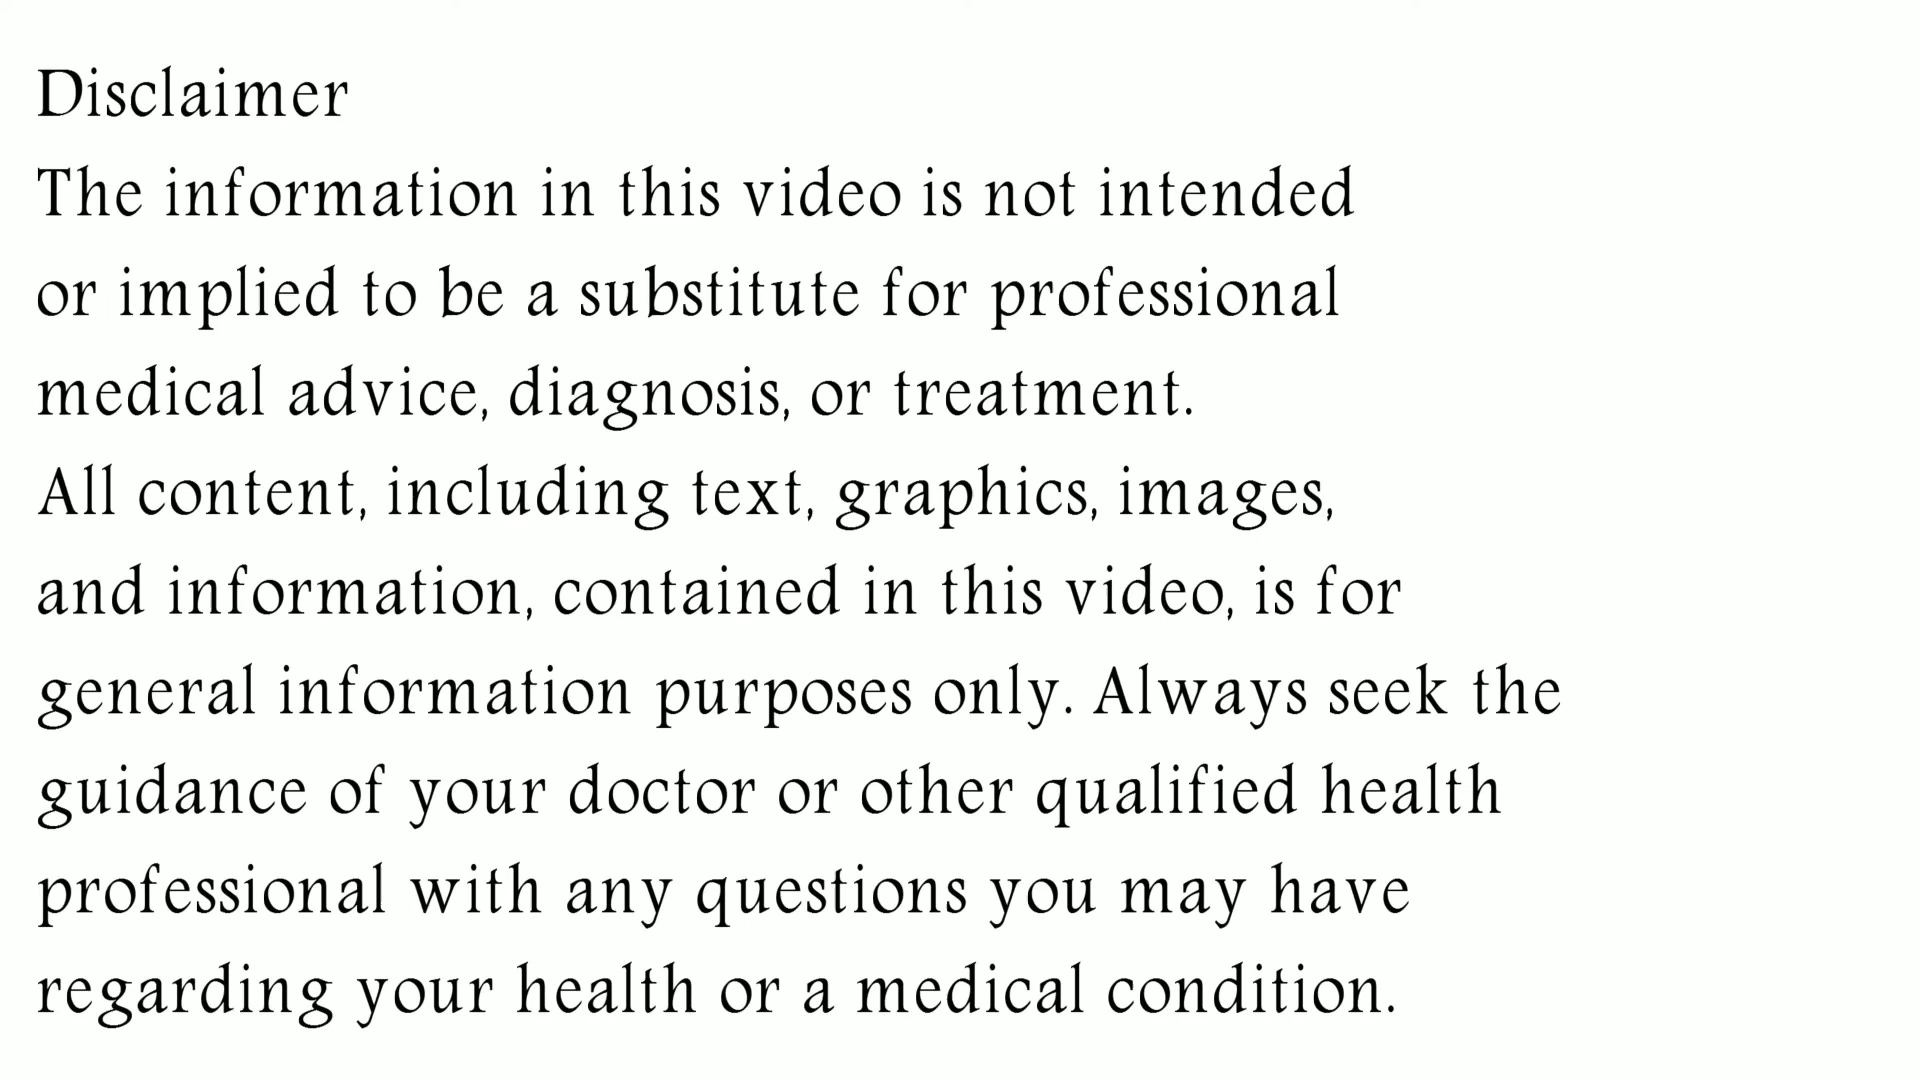 Disclaimer
The information in this video is not intended
or implied to be a substitute for professional
medical advice, diagnosis, or treatment.
All content, including text, graphics, images,
and information, contained in this video, is for
general information purposes only. Always seek the
guidance of your doctor or other qualified health
professional with any questions you may have
regarding your health or a medical condition.